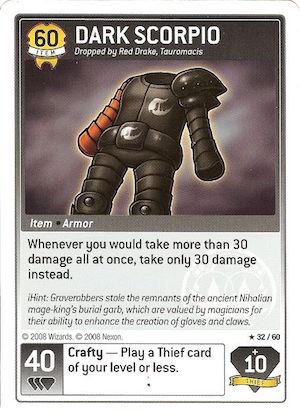 60
ITEM
DARK SCORPIO
Dropped by Red Drake, Tauromacis
Item • Armor
Whenever you would take more than 30
damage all at once, take only 30 damage
instead.
iHint: Graverobbers stole the remnants of the ancient Nihalian
mage-king's burial garb, which are valued by magicians for
their ability to enhance the creation of gloves and claws.
© 2008 Wizards. © 2008 Nexon.
★ 32 / 60
40
Crafty — Play a Thief card
of your level or less.
+
10
THIEF